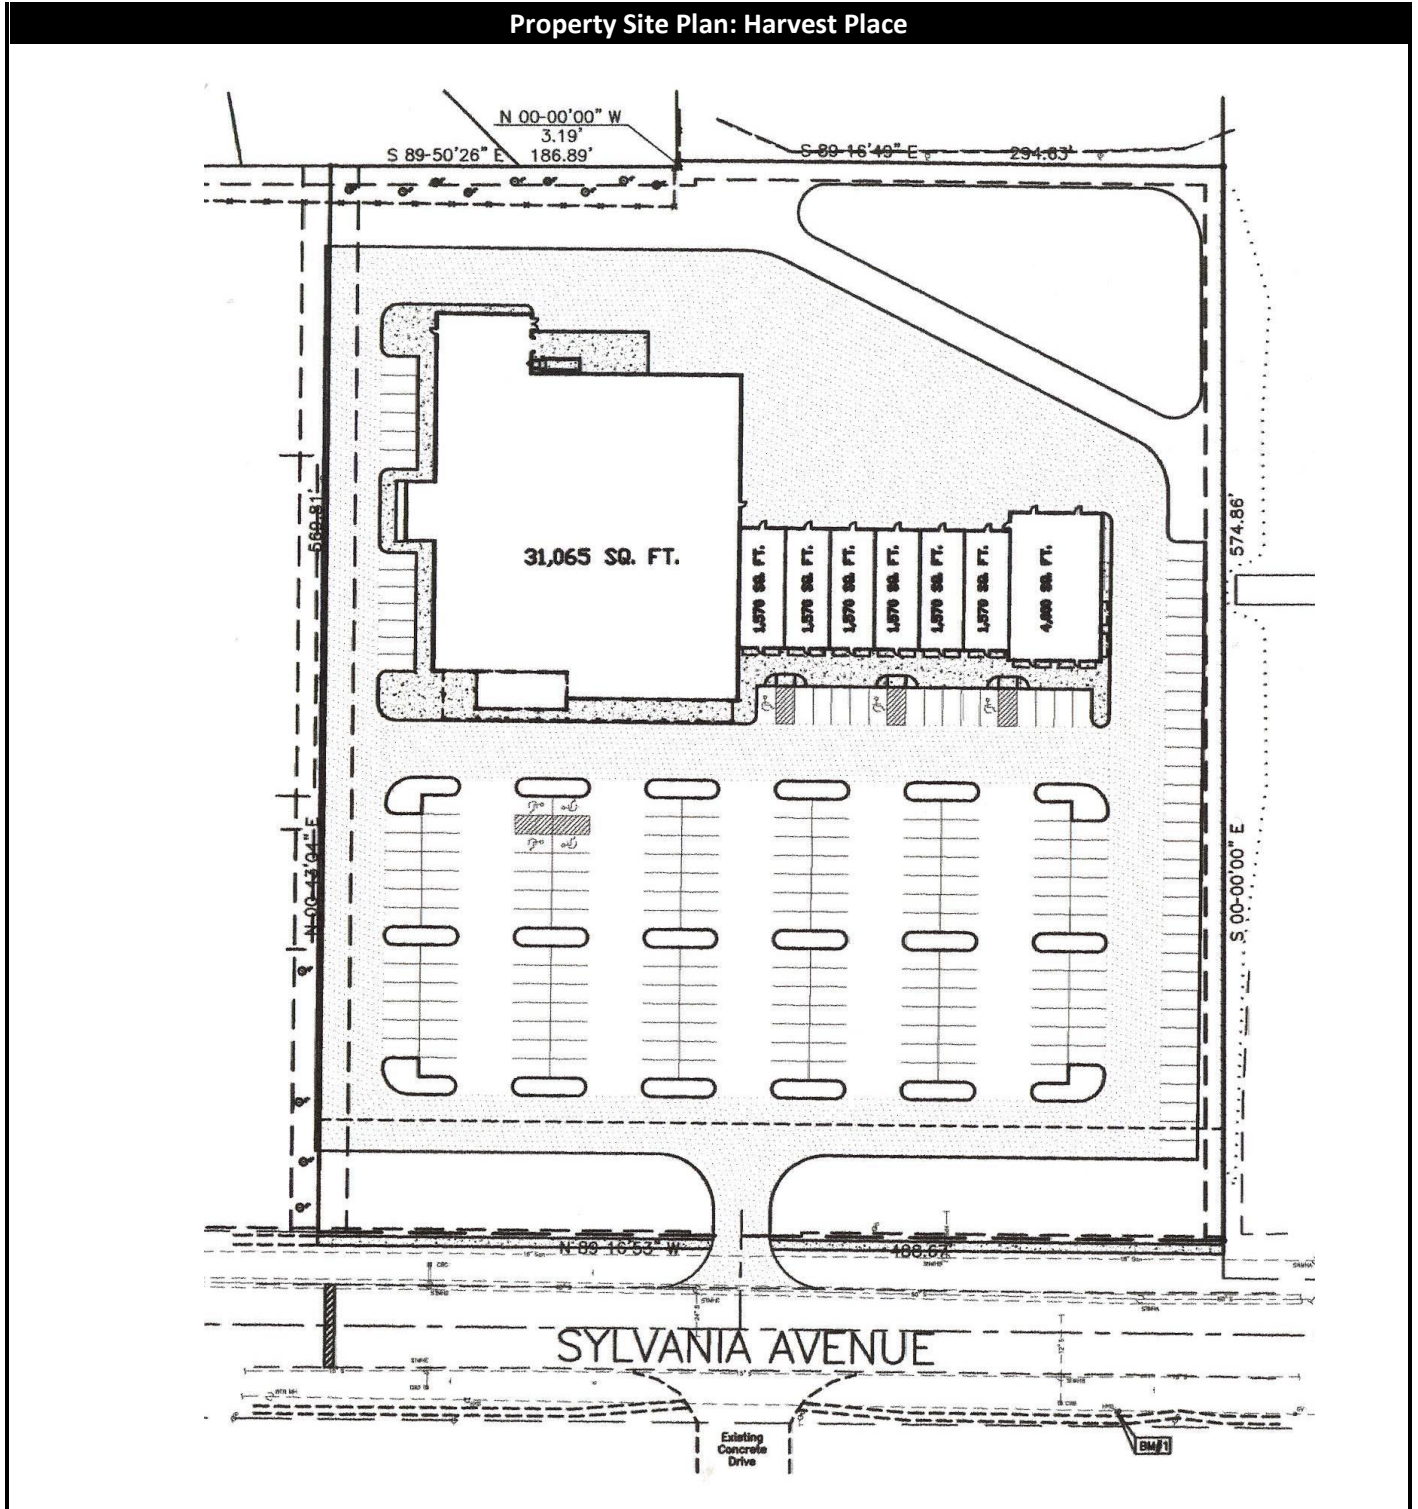 Property Site Plan: Harvest Place
N 00-00'00" W
3.19'
S 89-50'26" E 186.89'
S 89-16'49" E 294.63'
569.81'
574.86'
31,065 SQ. FT.
1,570 SQ. FT.
1,570 SQ. FT.
1,570 SQ. FT.
1,570 SQ. FT.
1,570 SQ. FT.
1,570 SQ. FT.
4,800 SQ. FT.
N 00-43'04" E
S 00-00'00" E
N 89-16'53" W 488.67'
SYLVANIA AVENUE
Existing
Concrete
Drive
BM#1